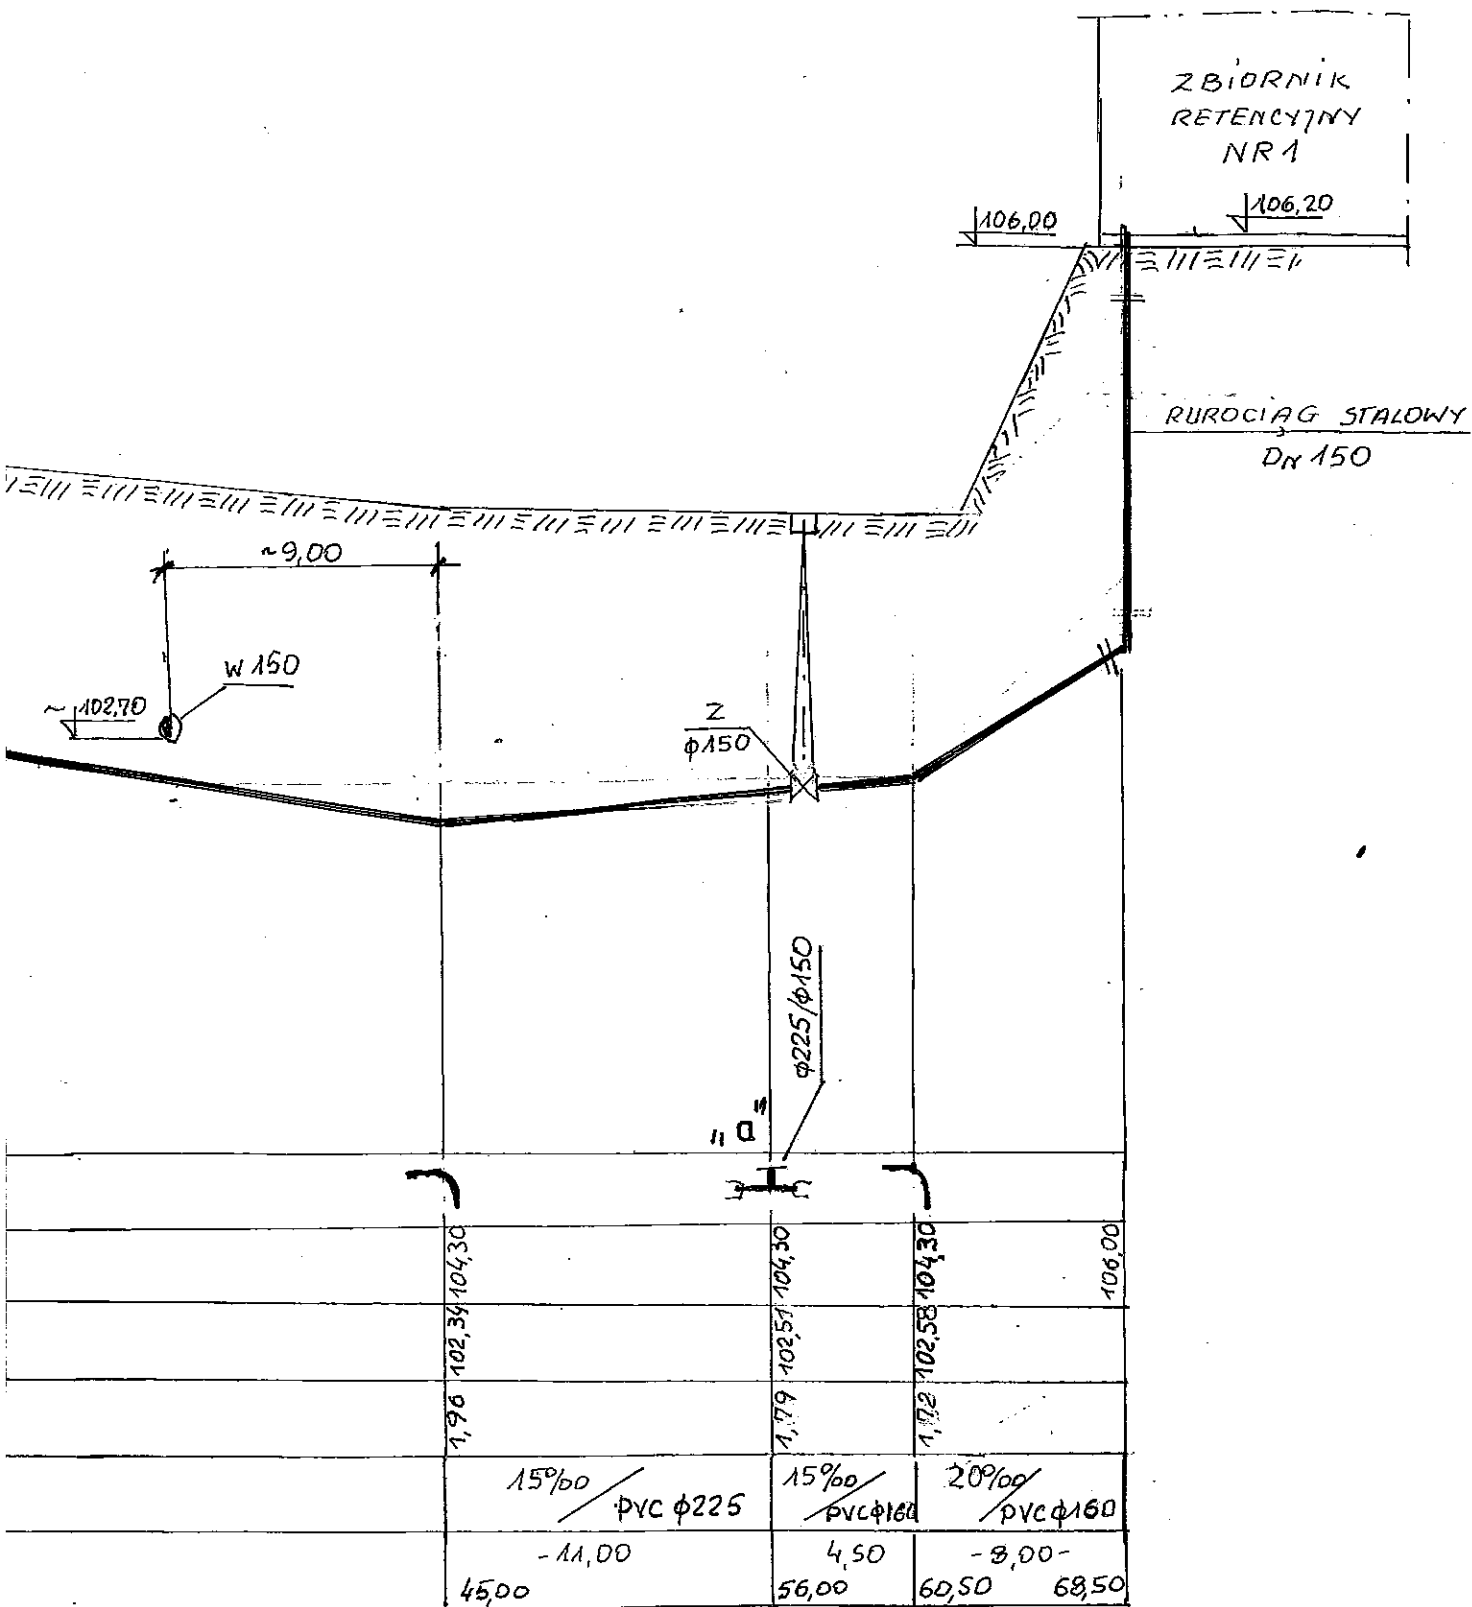 ZBIORNIK
RETENCYJNY
NR 1
106,00
106,20
RUROCIĄG STALOWY
DN 150
~9,00
W 150
~ 102,70
Z
φ150
φ225/φ150
„a”
104,30 104,30 104,30 106,00
102,34 102,51 102,58
1,96 1,79 1,72
15‰ / PVC φ225 15‰ / PVC φ160 20‰ / PVC φ160
-11,00 4,50 -8,00-
45,00 56,00 60,50 68,50